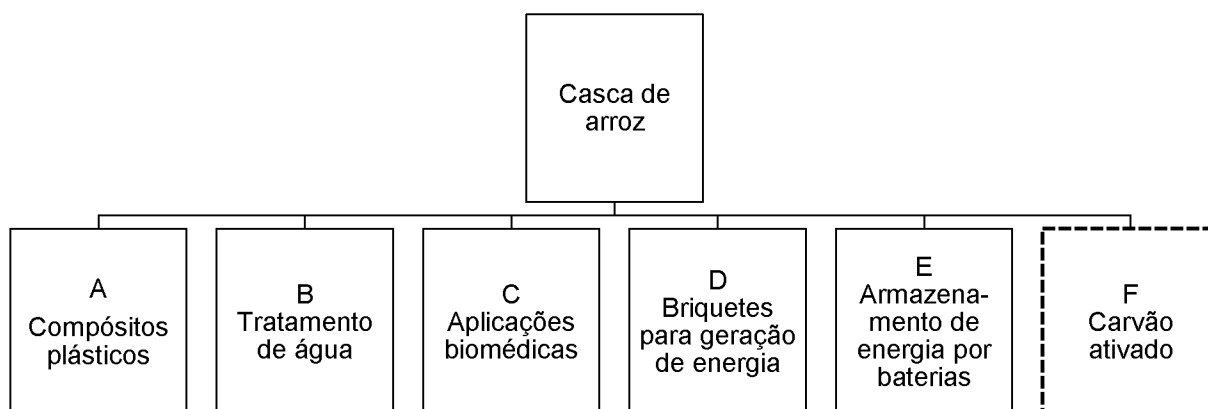 Casca de
arroz
A
Compósitos
plásticos
B
Tratamento
de água
C
Aplicações
biomédicas
D
Briquetes
para geração
de energia
E
Armazena-
mento de
energia por
baterias
F
Carvão
ativado